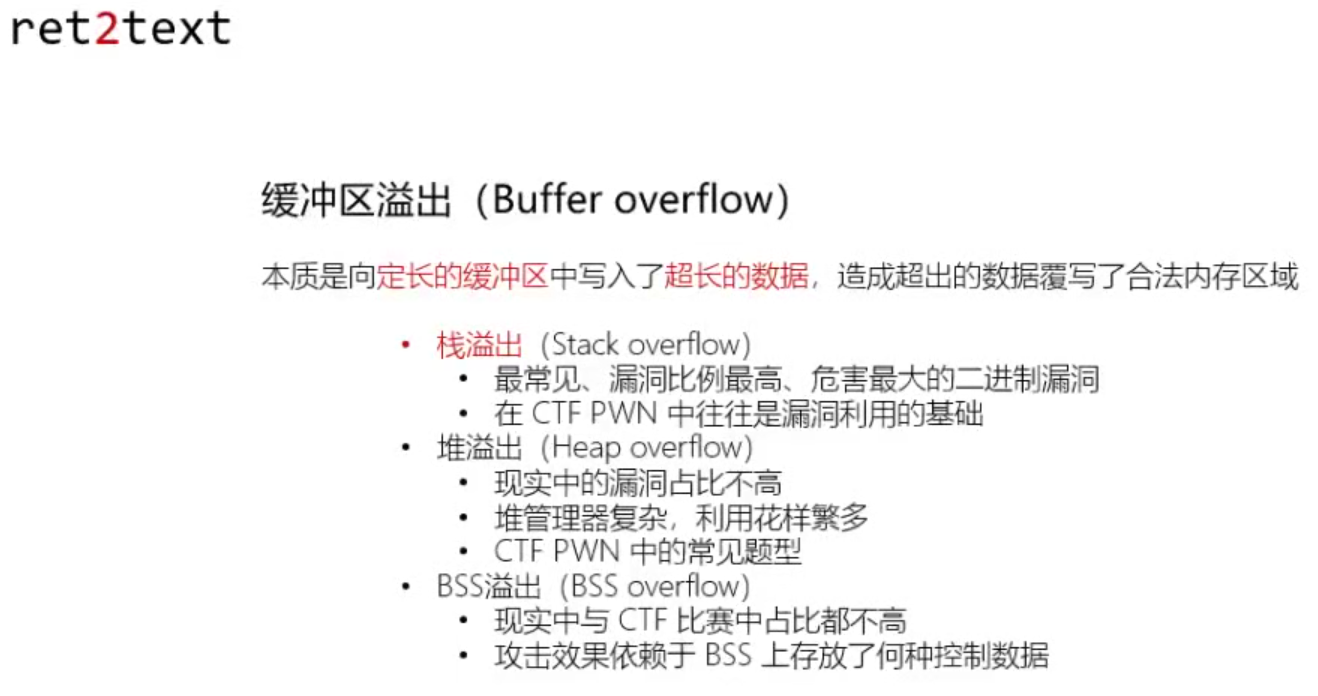 ret2text
缓冲区溢出（Buffer overflow）
本质是向定长的缓冲区中写入了超长的数据，造成超出的数据覆写了合法内存区域
• 栈溢出（Stack overflow）
• 最常见、漏洞比例最高、危害最大的二进制漏洞
• 在 CTF PWN 中往往是漏洞利用的基础
• 堆溢出（Heap overflow）
• 现实中的漏洞占比不高
• 堆管理器复杂，利用花样繁多
• CTF PWN 中的常见题型
• BSS溢出（BSS overflow）
• 现实中与 CTF 比赛中占比都不高
• 攻击效果依赖于 BSS 上存放了何种控制数据